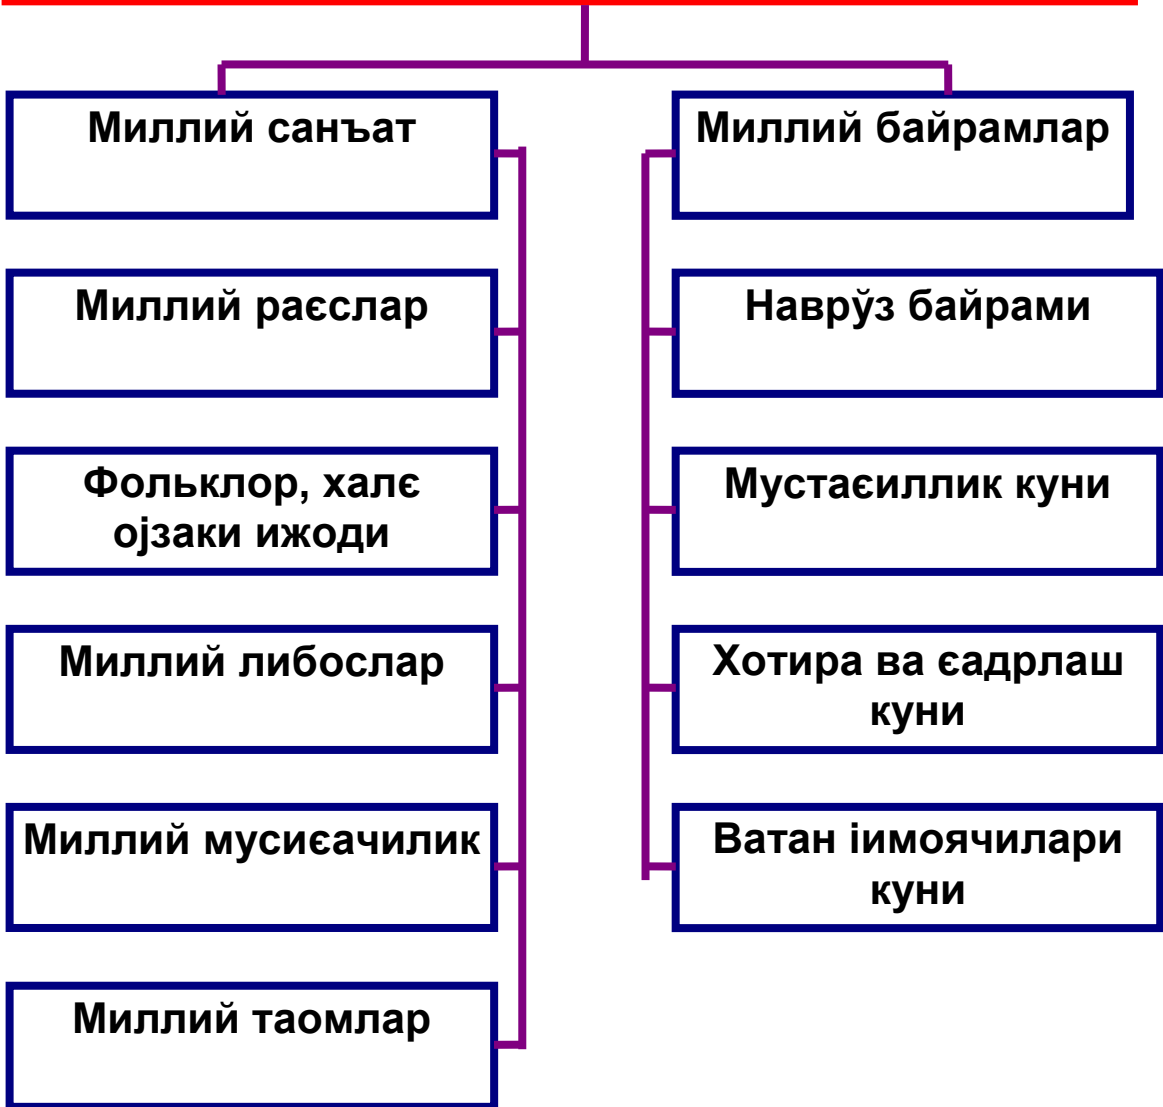 Миллий санъат
Миллий байрамлар
Миллий раєслар
Наврўз байрами
Фольклор, халє
ојзаки ижоди
Мустаєиллик куни
Миллий либослар
Хотира ва єадрлаш
куни
Миллий мусиєачилик
Ватан іимоячилари
куни
Миллий таомлар